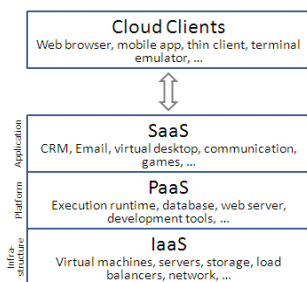 Cloud Clients
Web browser, mobile app, thin client, terminal
emulator, ...
Application
SaaS
CRM, Email, virtual desktop, communication,
games, ...
Platform
PaaS
Execution runtime, database, web server,
development tools, ...
Infra-
structure
IaaS
Virtual machines, servers, storage, load
balancers, network, ...